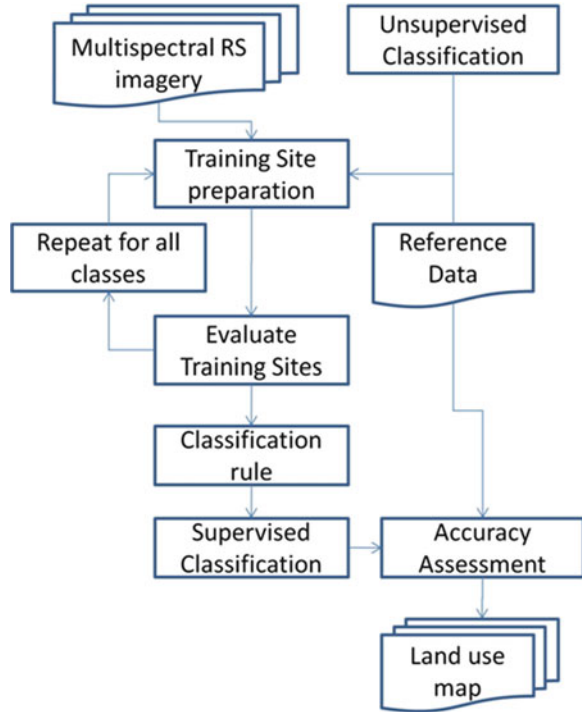 Multispectral RS
imagery
Unsupervised
Classification
Training Site
preparation
Repeat for all
classes
Reference
Data
Evaluate
Training Sites
Classification
rule
Supervised
Classification
Accuracy
Assessment
Land use
map